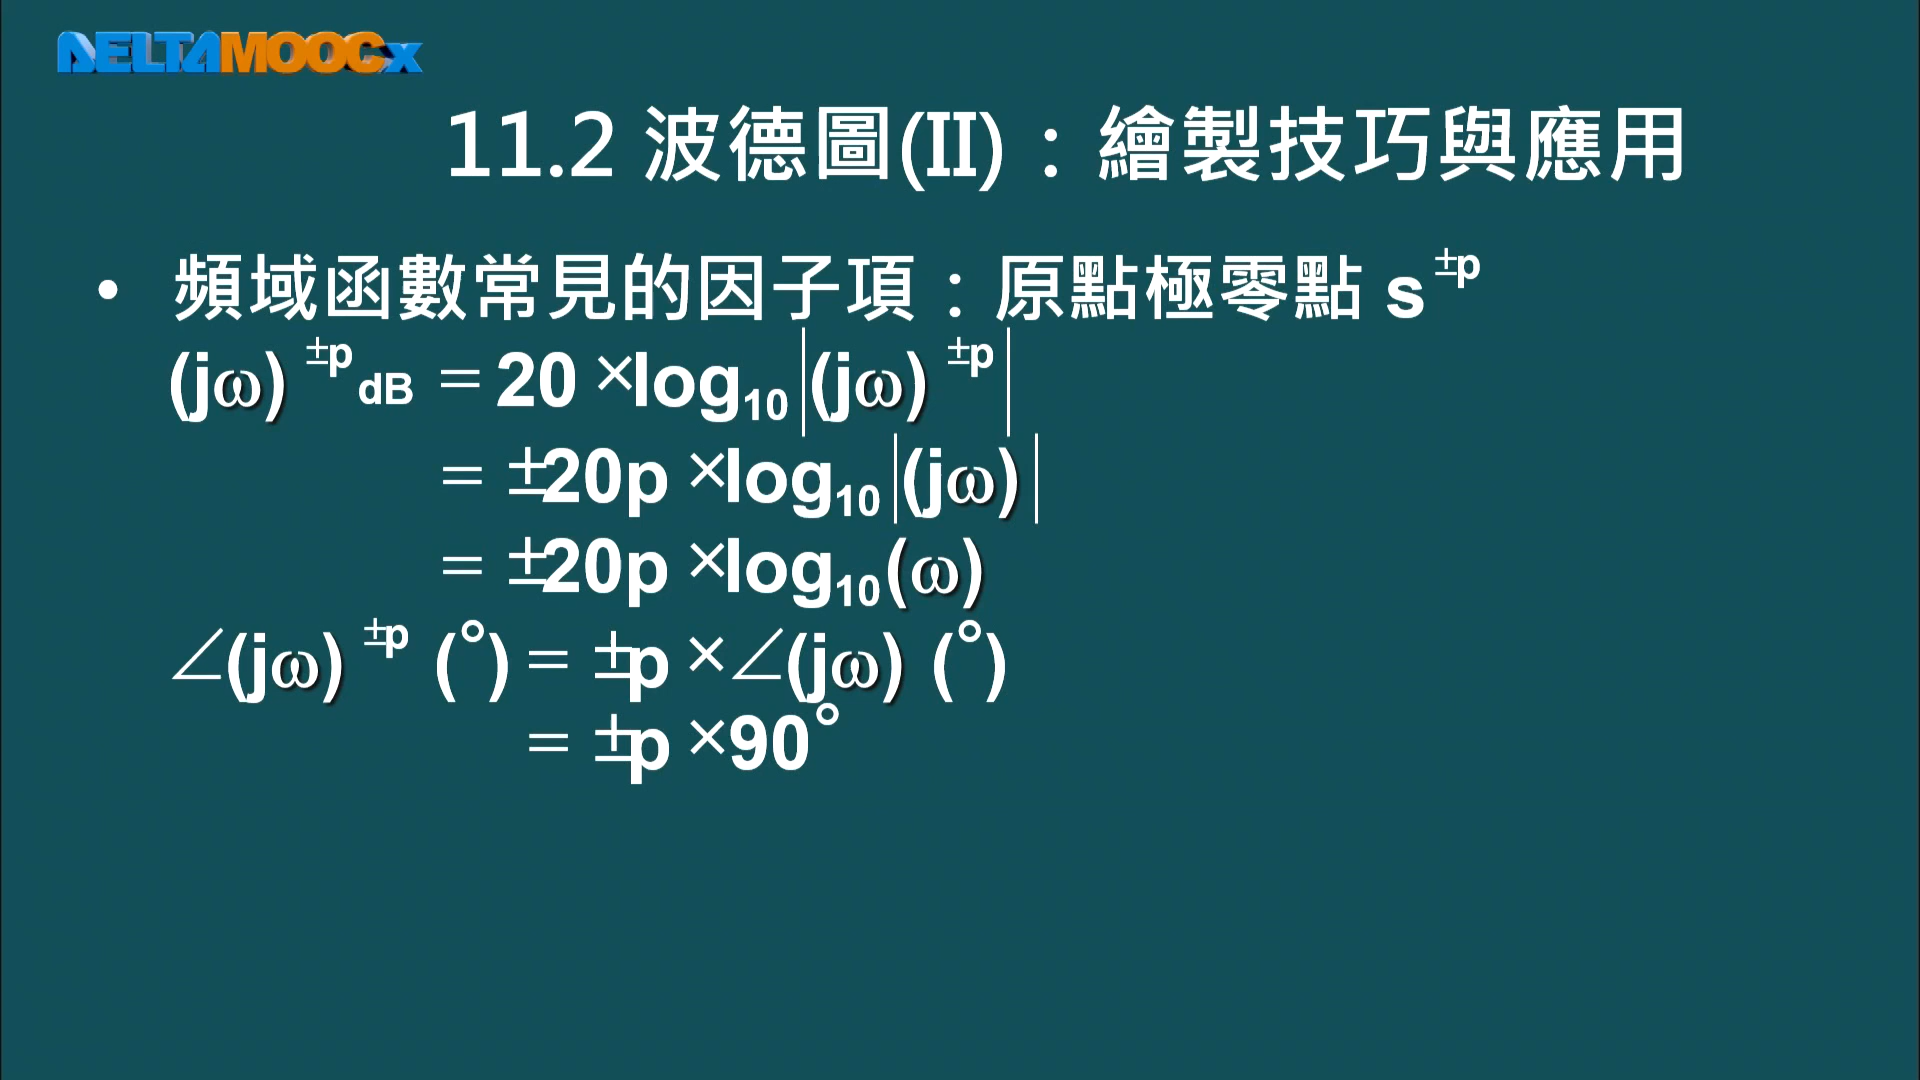 DELTAMOOCx
11.2 波德圖(II)：繪製技巧與應用
• 頻域函數常見的因子項：原點極零點 s^±p
(jω)^±p dB = 20 ×log₁₀|(jω)^±p|
= ±20p ×log₁₀|(jω)|
= ±20p ×log₁₀(ω)
∠(jω)^±p (°) = ±p ×∠(jω) (°)
= ±p ×90°